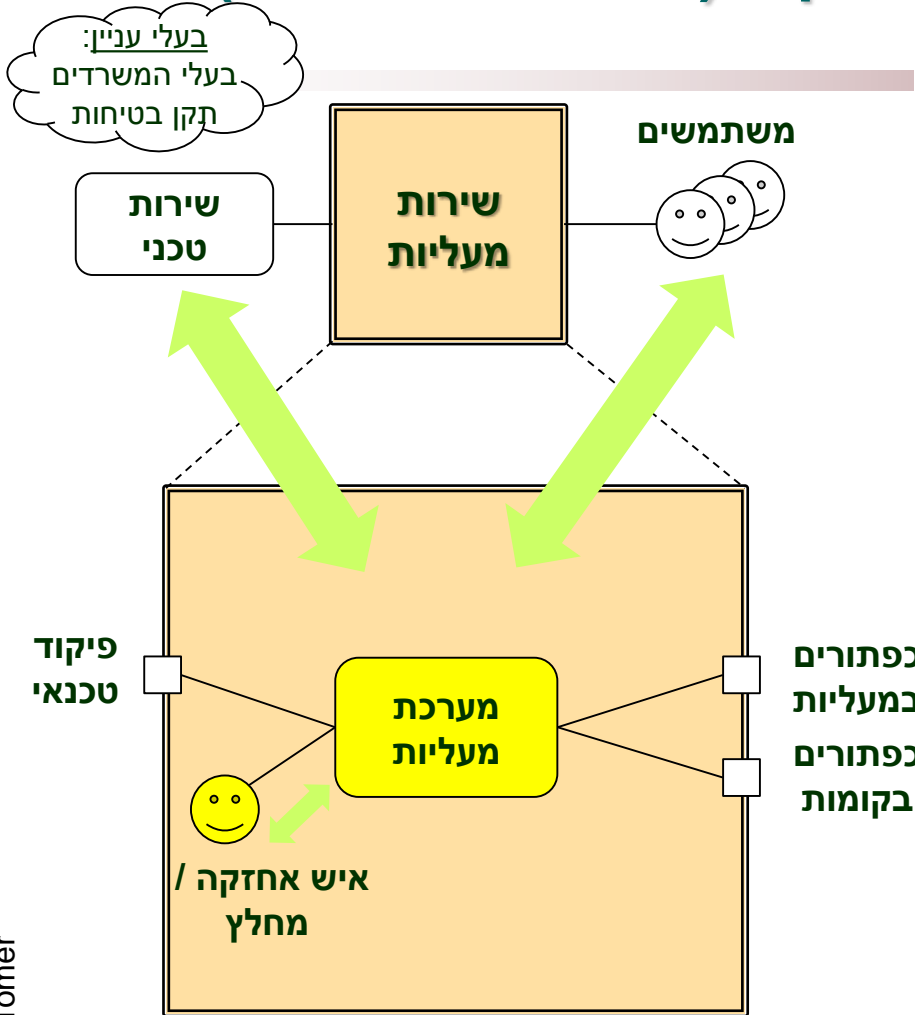 בעלי עניין:
בעלי המשרדים
תקן בטיחות
משתמשים
שירות
מעליות
שירות
טכני
פיקוד
טכנאי
מערכת
מעליות
כפתורים
במעליות
כפתורים
בקומות
איש אחזקה /
מחלץ
Tomer